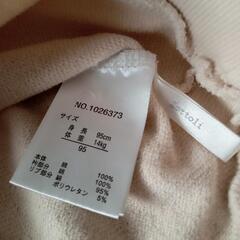 NO.1026373
サイズ
身 長 95cm
体 重 14kg
95
本体 綿 100%
衿部分 綿 100%
リブ部分 綿 95%
ポリウレタン 5%